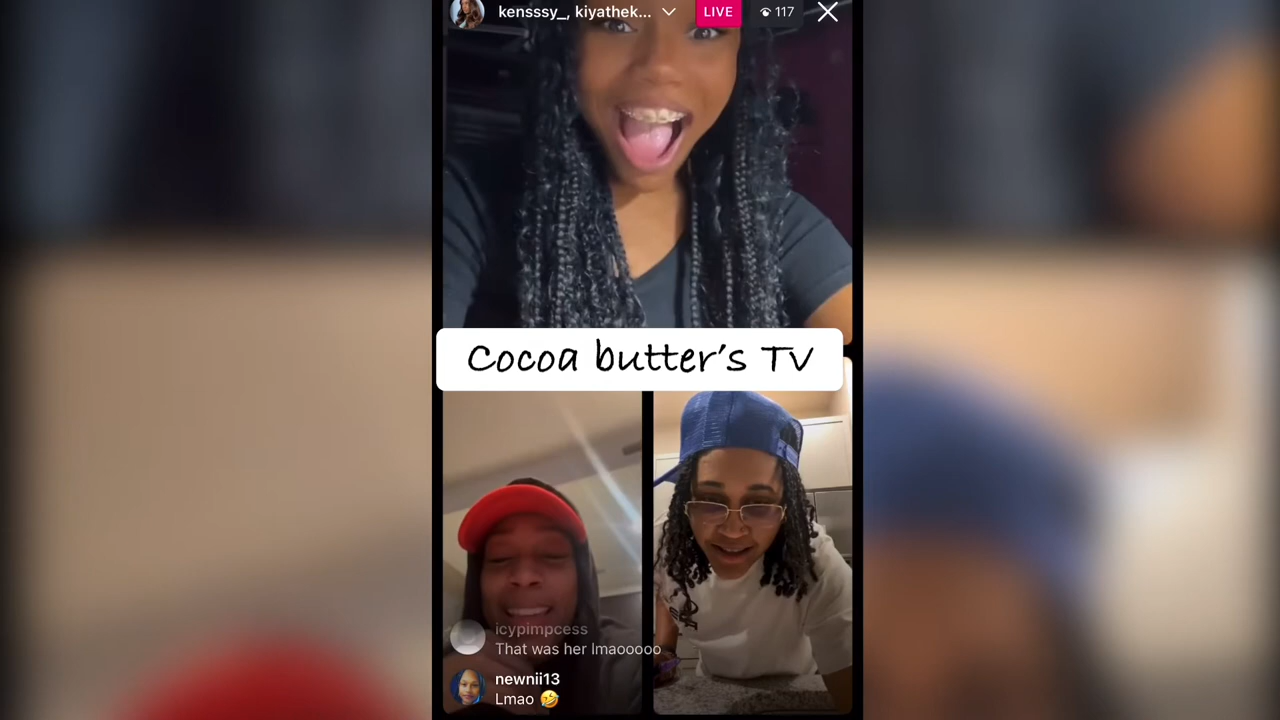 kensssy_, kiyathek...
LIVE
117
Cocoa butter's TV
icypimpcess
That was her lmaooooo
newnii13
Lmao 🤣